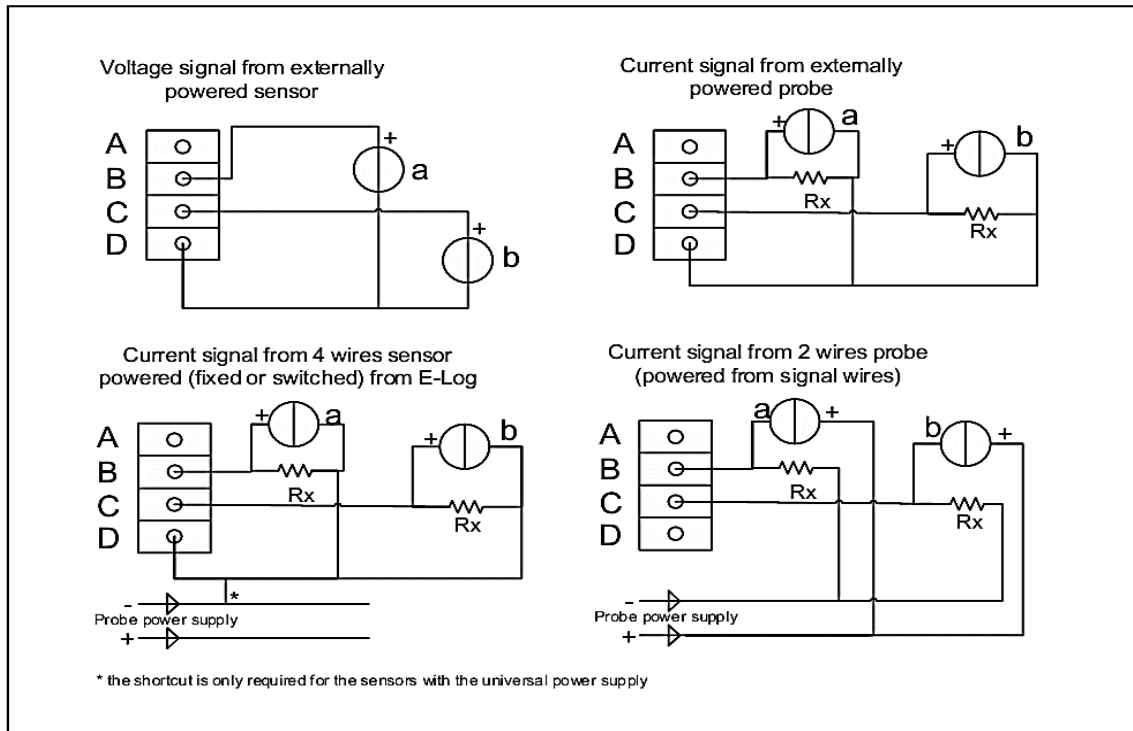 Voltage signal from externally
powered sensor
A
B
C
D
+
a
+
b
Current signal from externally
powered probe
A
B
C
D
+
a
Rx
+
b
Rx
Current signal from 4 wires sensor
powered (fixed or switched) from E-Log
A
B
C
D
+
a
Rx
+
b
Rx
*
-
Probe power supply
+
Current signal from 2 wires probe
(powered from signal wires)
A
B
C
D
a
+
Rx
b
+
Rx
-
Probe power supply
+
* the shortcut is only required for the sensors with the universal power supply